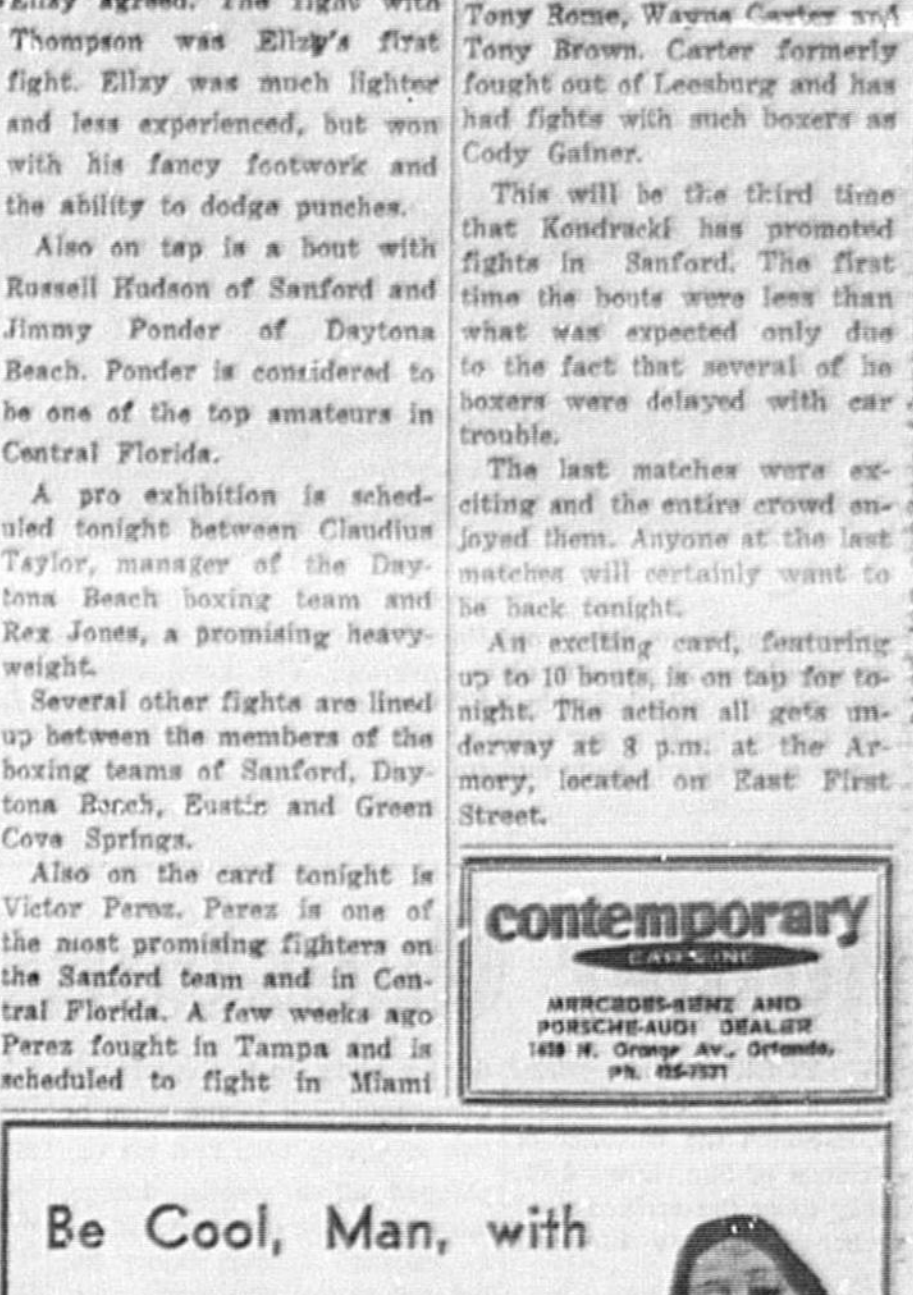 Ellzy agreed. The fight with
Thompson was Ellzy's first
fight. Ellzy was much lighter
and less experienced, but won
with his fancy footwork and
the ability to dodge punches.
Also on tap is a bout with
Russell Hudson of Sanford and
Jimmy Ponder of Daytona
Beach. Ponder is considered to
be one of the top amateurs in
Central Florida.
A pro exhibition is sched-
uled tonight between Claudius
Taylor, manager of the Day-
tona Beach boxing team and
Rex Jones, a promising heavy-
weight.
Several other fights are lined
up between the members of the
boxing teams of Sanford, Day-
tona Beach, Eustis and Green
Cove Springs.
Also on the card tonight is
Victor Perez. Perez is one of
the most promising fighters on
the Sanford team and in Cen-
tral Florida. A few weeks ago
Perez fought in Tampa and is
scheduled to fight in Miami
Tony Rome, Wayne Carter and
Tony Brown. Carter formerly
fought out of Leesburg and has
had fights with such boxers as
Cody Gainer.
This will be the third time
that Kondracki has promoted
fights in Sanford. The first
time the bouts were less than
what was expected only due
to the fact that several of he
boxers were delayed with car
trouble.
The last matches were ex-
citing and the entire crowd en-
joyed them. Anyone at the last
matches will certainly want to
be back tonight.
An exciting card, featuring
up to 10 bouts, is on tap for to-
night. The action all gets un-
derway at 8 p.m. at the Ar-
mory, located on East First
Street.
contemporary
CARS INC
MERCEDES-BENZ AND
PORSCHE-AUDI DEALER
N. Orange Av., Orlando,
Ph.
Be Cool, Man, with